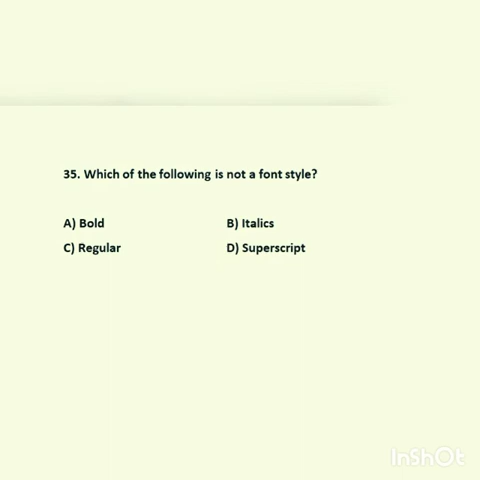 35. Which of the following is not a font style?
A) Bold B) Italics
C) Regular D) Superscript
InShOt